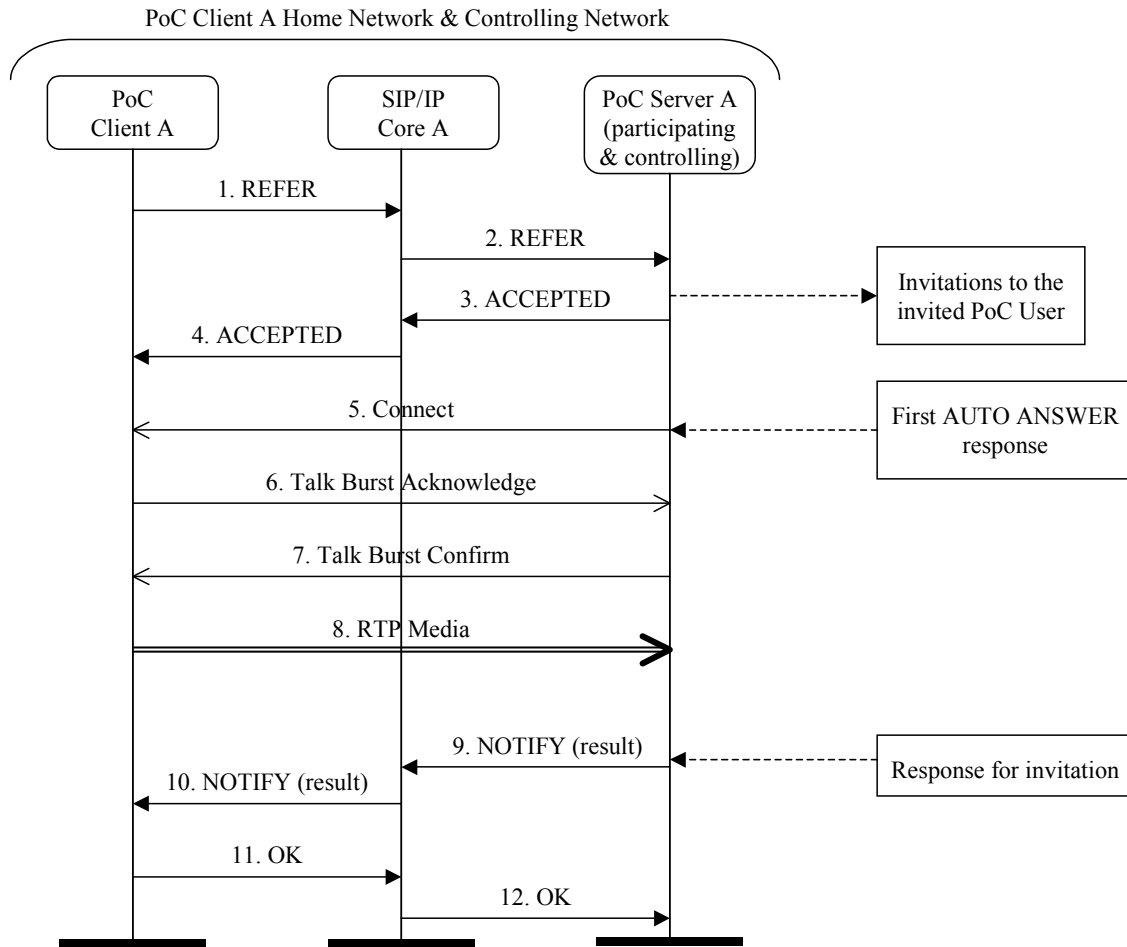 PoC Client A Home Network & Controlling Network
PoC
Client A
SIP/IP
Core A
PoC Server A
(participating
& controlling)
1. REFER
2. REFER
Invitations to the
invited PoC User
3. ACCEPTED
4. ACCEPTED
5. Connect
First AUTO ANSWER
response
6. Talk Burst Acknowledge
7. Talk Burst Confirm
8. RTP Media
9. NOTIFY (result)
Response for invitation
10. NOTIFY (result)
11. OK
12. OK